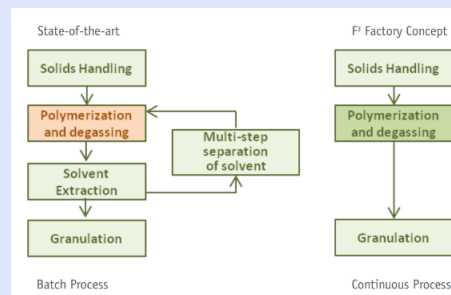 State-of-the-art
Solids Handling
Polymerization
and degassing
Multi-step
separation
of solvent
Solvent
Extraction
Granulation
Batch Process
F³ Factory Concept
Solids Handling
Polymerization
and degassing
Granulation
Continuous Process